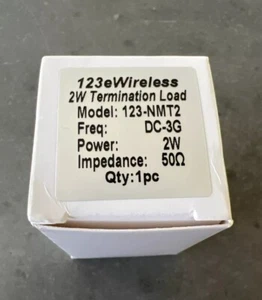 123eWireless
2W Termination Load
Model: 123-NMT2
Freq: DC-3G
Power: 2W
Impedance: 50Ω
Qty:1pc